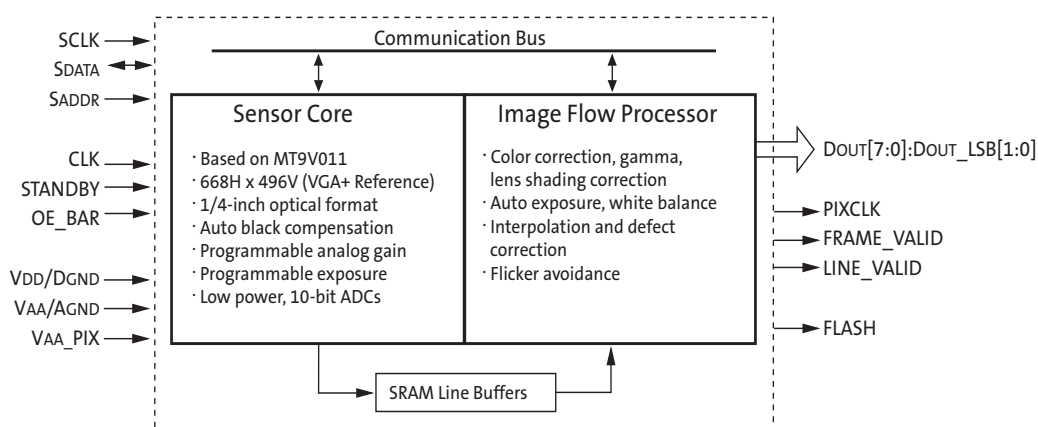 SCLK
SDATA
SADDR
CLK
STANDBY
OE_BAR
VDD/DGND
VAA/AGND
VAA_PIX
Communication Bus
Sensor Core
· Based on MT9V011
· 668H x 496V (VGA+ Reference)
· 1/4-inch optical format
· Auto black compensation
· Programmable analog gain
· Programmable exposure
· Low power, 10-bit ADCs
Image Flow Processor
· Color correction, gamma,
lens shading correction
· Auto exposure, white balance
· Interpolation and defect
correction
· Flicker avoidance
SRAM Line Buffers
DOUT[7:0]:DOUT_LSB[1:0]
PIXCLK
FRAME_VALID
LINE_VALID
FLASH